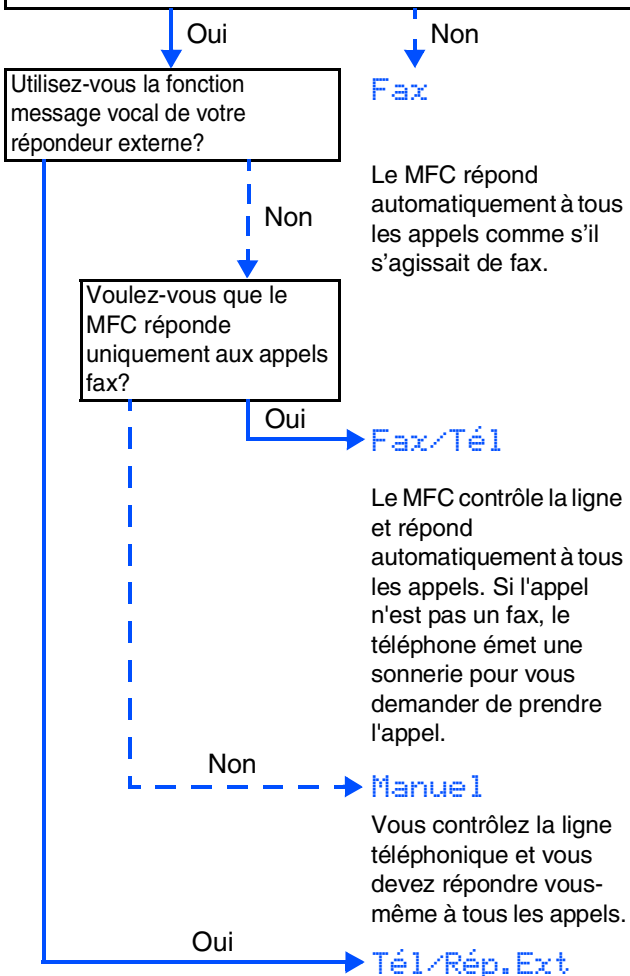 Oui
Non
Utilisez-vous la fonction
message vocal de votre
répondeur externe?
Fax
Le MFC répond
automatiquement à tous
les appels comme s'il
s'agissait de fax.
Non
Voulez-vous que le
MFC réponde
uniquement aux appels
fax?
Oui
Fax/Tél
Le MFC contrôle la ligne
et répond
automatiquement à tous
les appels. Si l'appel
n'est pas un fax, le
téléphone émet une
sonnerie pour vous
demander de prendre
l'appel.
Non
Manuel
Vous contrôlez la ligne
téléphonique et vous
devez répondre vous-
même à tous les appels.
Oui
Tél/Rép.Ext